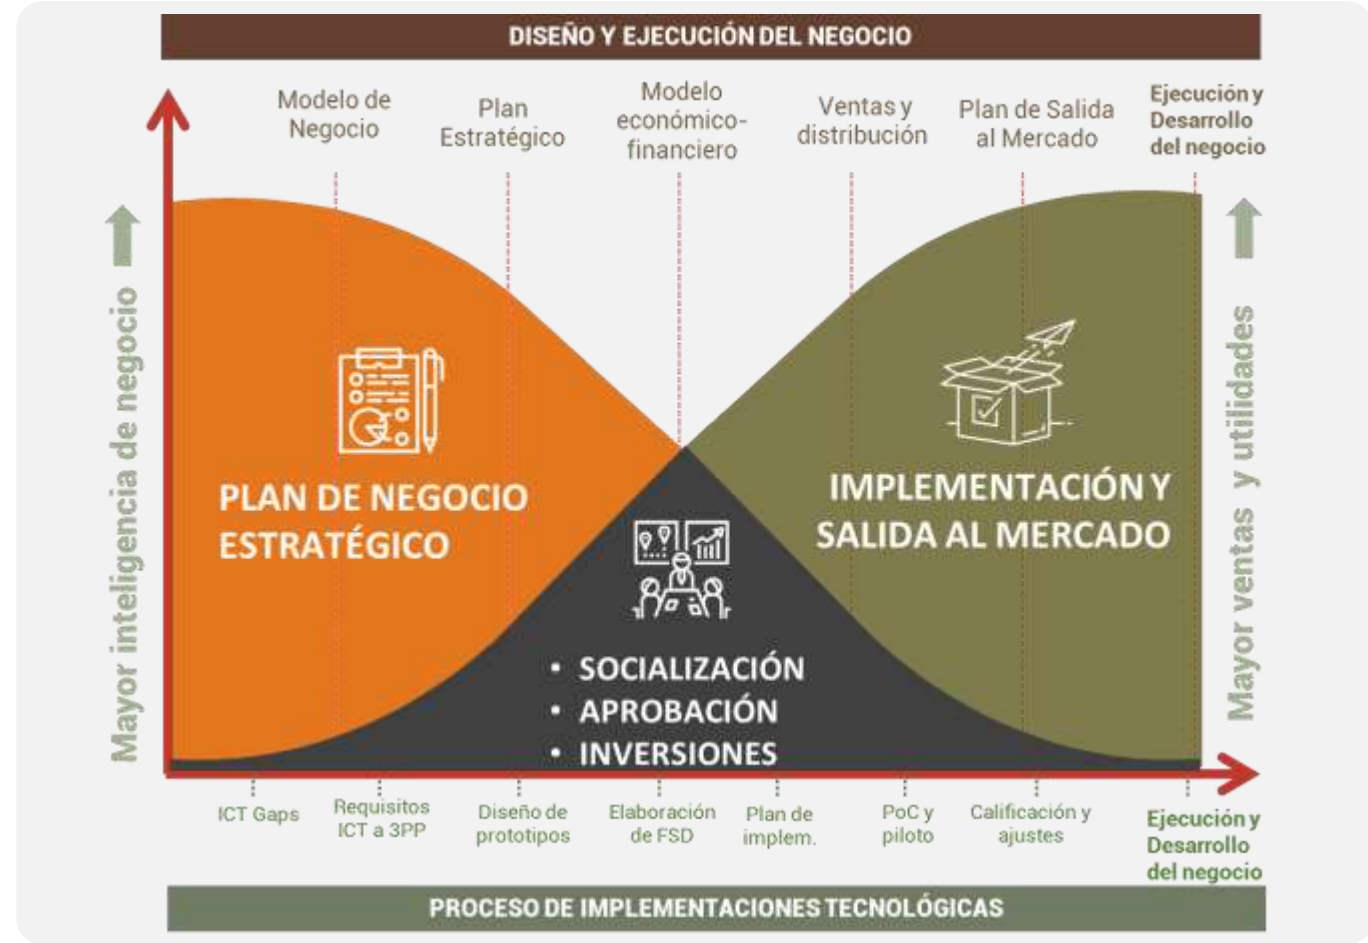 DISEÑO Y EJECUCIÓN DEL NEGOCIO
Modelo de
Negocio
Plan
Estratégico
Modelo
económico-
financiero
Ventas y
distribución
Plan de Salida
al Mercado
Ejecución y
Desarrollo
del negocio
Mayor inteligencia de negocio
PLAN DE NEGOCIO
ESTRATÉGICO
IMPLEMENTACIÓN Y
SALIDA AL MERCADO
• SOCIALIZACIÓN
• APROBACIÓN
• INVERSIONES
Mayor ventas y utilidades
ICT Gaps
Requisitos
ICT a 3PP
Diseño de
prototipos
Elaboración
de FSD
Plan de
implem.
PoC y
piloto
Calificación y
ajustes
Ejecución y
Desarrollo
del negocio
PROCESO DE IMPLEMENTACIONES TECNOLÓGICAS